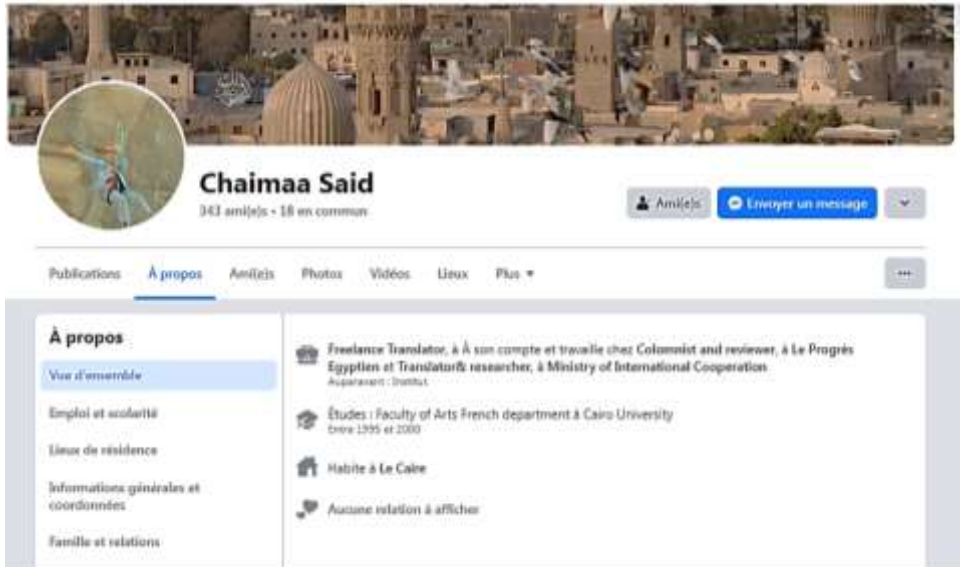 Chaimaa Said
343 ami(e)s • 18 en commun
Ami(e)s
Envoyer un message
Publications
À propos
Ami(e)s
Photos
Vidéos
Lieux
Plus
À propos
Vue d'ensemble
Emploi et scolarité
Lieux de résidence
Informations générales et
coordonnées
Famille et relations
Freelance Translator, à À son compte et travaille chez Colomnist and reviewer, à Le Progrès
Egyptien et Translator& researcher, à Ministry of International Cooperation
Auparavant : Institut
Études : Faculty of Arts French department à Cairo University
Entre 1995 et 2000
Habite à Le Caire
Aucune relation à afficher